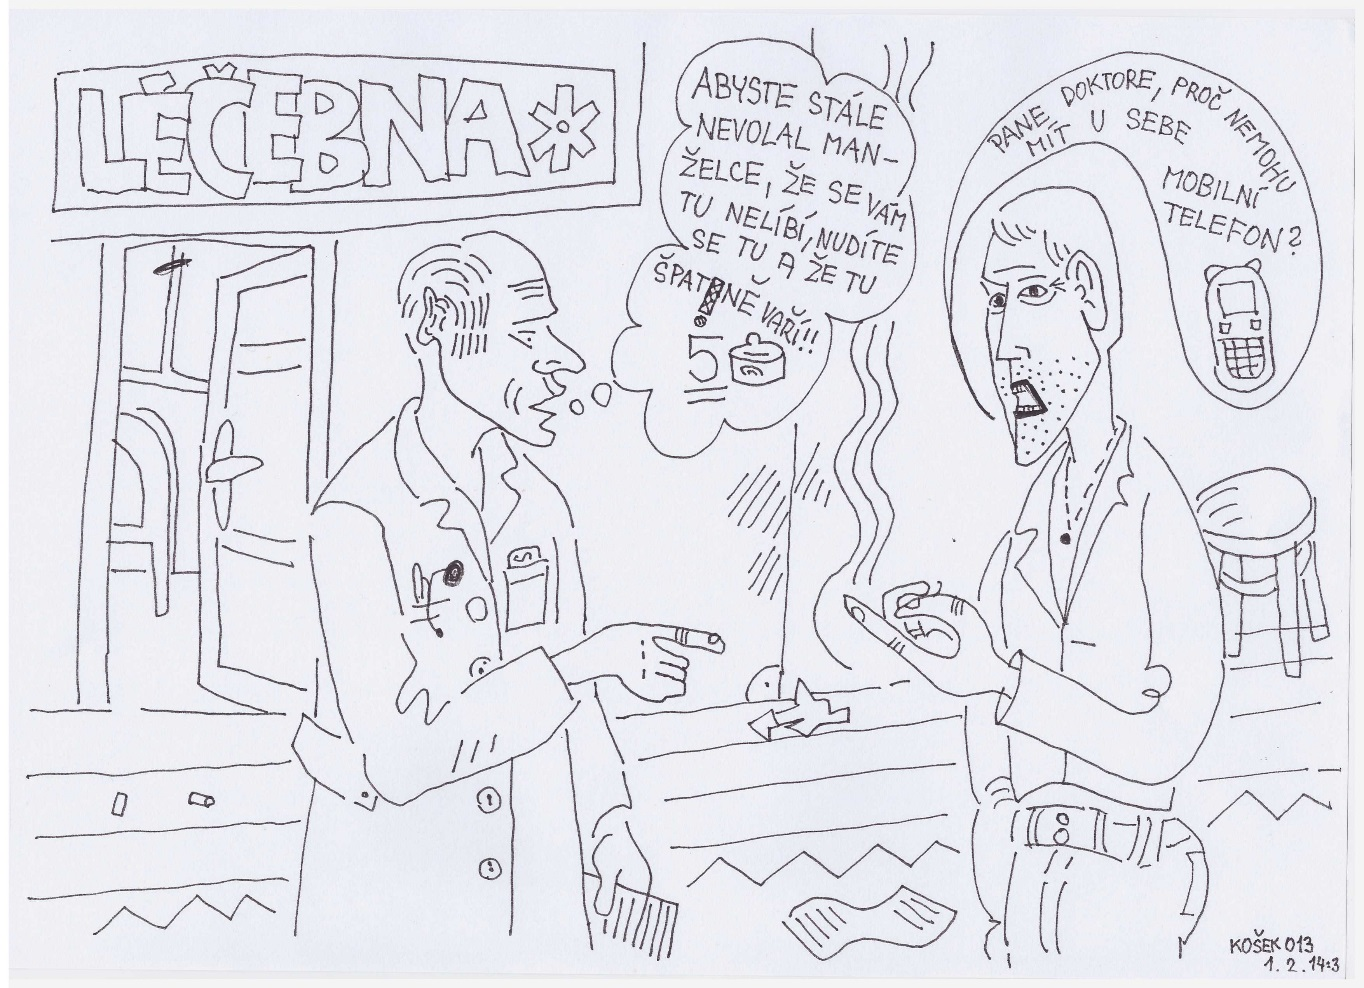 LÉČEBNA*
ABYSTE STÁLE
NEVOLAL MAN-
ŽELCE, ŽE SE VÁM
TU NELÍBÍ, NUDÍTE
SE TU A ŽE TU
ŠPATNĚ VAŘÍ!!
5
PANE DOKTORE, PROČ NEMOHU
MÍT U SEBE
MOBILNÍ
TELEFON?
KOŠEK 013
1. 2. 14:3